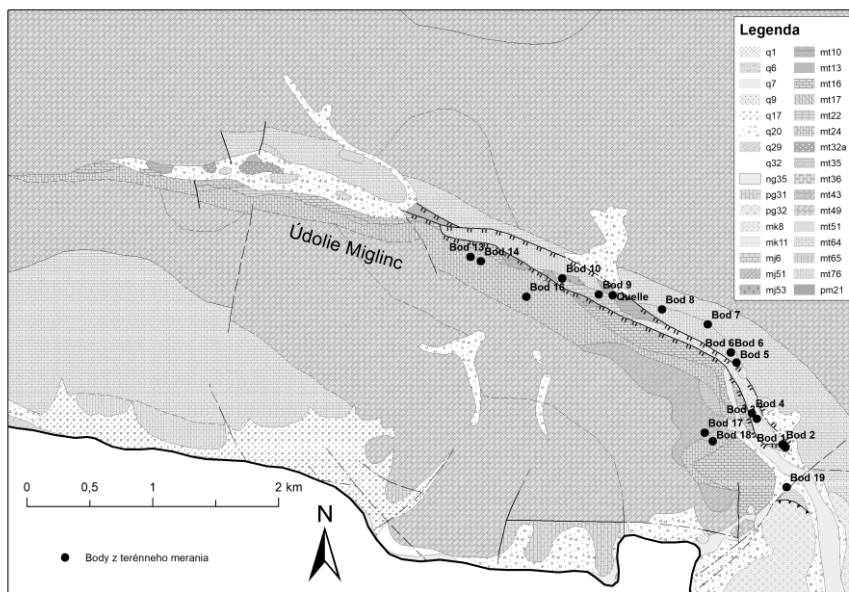 Legenda
q1 mt10
q6 mt13
q7 mt16
q9 mt17
q17 mt22
q20 mt24
q29 mt32a
q32 mt35
ng35 mt36
pg31 mt43
pg32 mt49
mk8 mt51
mk11 mt64
mj6 mt65
mj51 mt76
mj53 pm21
Údolie Miglinc
Bod 13
Bod 14
Bod 10
Bod 16
Bod 9
Quelle
Bod 8
Bod 7
Bod 6 Bod 6
Bod 5
Bod 4
Bod 3
Bod 17
Bod 18
Bod 1
Bod 2
Bod 19
0 0,5 1 2 km
N
Body z terénneho merania